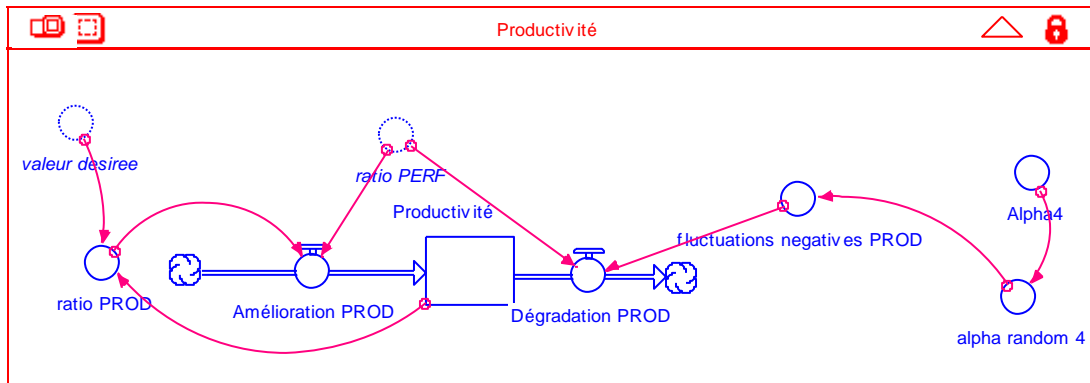 Productivité
valeur desiree
ratio PERF
Productivité
Alpha4
fluctuations negatives PROD
ratio PROD
Amélioration PROD
Dégradation PROD
alpha random 4